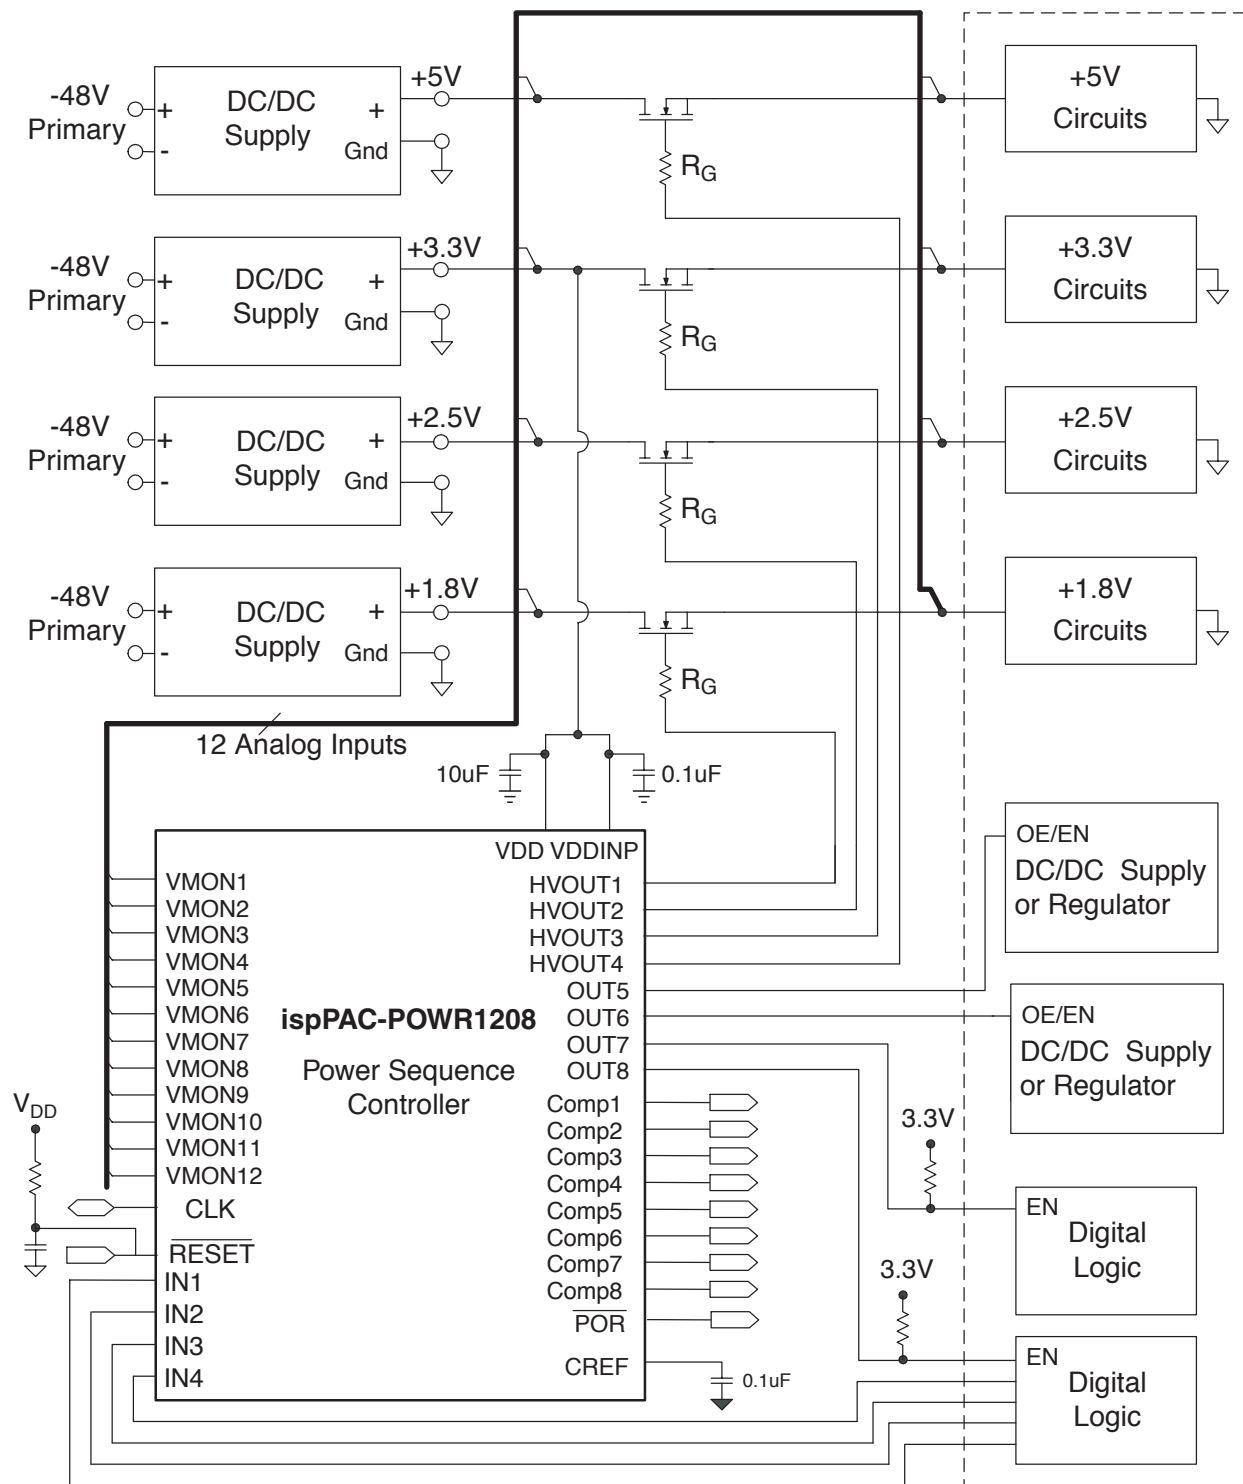 -48V
Primary
+
-
DC/DC
Supply
+
Gnd
+5V
R_G
+5V
Circuits
-48V
Primary
+
-
DC/DC
Supply
+
Gnd
+3.3V
R_G
+3.3V
Circuits
-48V
Primary
+
-
DC/DC
Supply
+
Gnd
+2.5V
R_G
+2.5V
Circuits
-48V
Primary
+
-
DC/DC
Supply
+
Gnd
+1.8V
R_G
+1.8V
Circuits
12 Analog Inputs
10uF
0.1uF
VDD VDDINP
VMON1
VMON2
VMON3
VMON4
VMON5
VMON6
VMON7
VMON8
VMON9
VMON10
VMON11
VMON12
CLK
RESET
IN1
IN2
IN3
IN4
V_DD
ispPAC-POWR1208
Power Sequence
Controller
HVOUT1
HVOUT2
HVOUT3
HVOUT4
OUT5
OUT6
OUT7
OUT8
Comp1
Comp2
Comp3
Comp4
Comp5
Comp6
Comp7
Comp8
POR
CREF
0.1uF
OE/EN
DC/DC Supply
or Regulator
OE/EN
DC/DC Supply
or Regulator
3.3V
EN
Digital
Logic
3.3V
EN
Digital
Logic